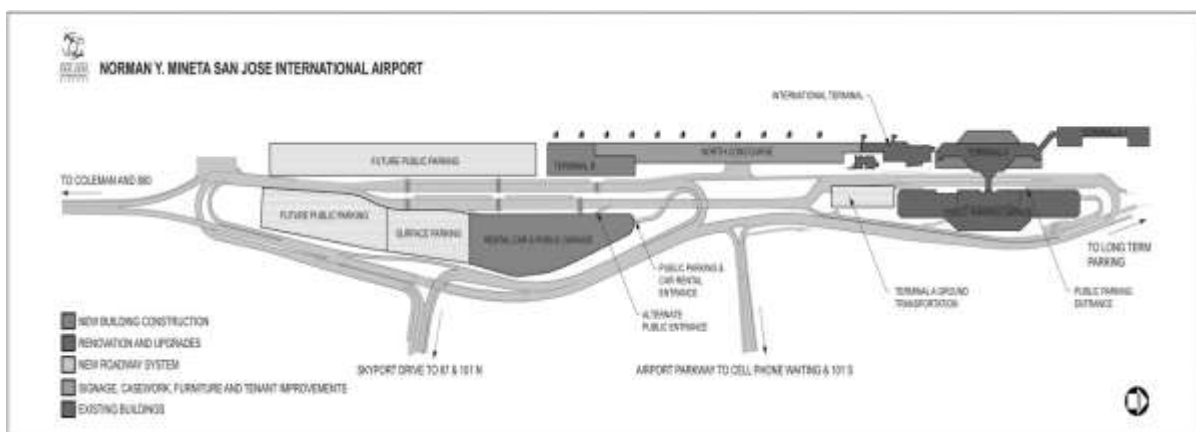 NORMAN Y. MINETA SAN JOSE INTERNATIONAL AIRPORT
INTERNATIONAL TERMINAL
TERMINAL B
NORTH CONCOURSE
FUTURE PUBLIC PARKING
TO COLEMAN AND 880
FUTURE PUBLIC PARKING
SURFACE PARKING
RENTAL CAR & PUBLIC GARAGE
TO LONG TERM
PARKING
PUBLIC PARKING &
CAR RENTAL
ENTRANCE
TERMINAL A GROUND
TRANSPORTATION
PUBLIC PARKING
ENTRANCE
ALTERNATE
PUBLIC ENTRANCE
NEW BUILDING CONSTRUCTION
RENOVATION AND UPGRADES
NEW ROADWAY SYSTEM
SIGNAGE, CASEWORK, FURNITURE AND TENANT IMPROVEMENTS
EXISTING BUILDINGS
SKYPORT DRIVE TO 87 & 101 N
AIRPORT PARKWAY TO CELL PHONE WAITING & 101 S